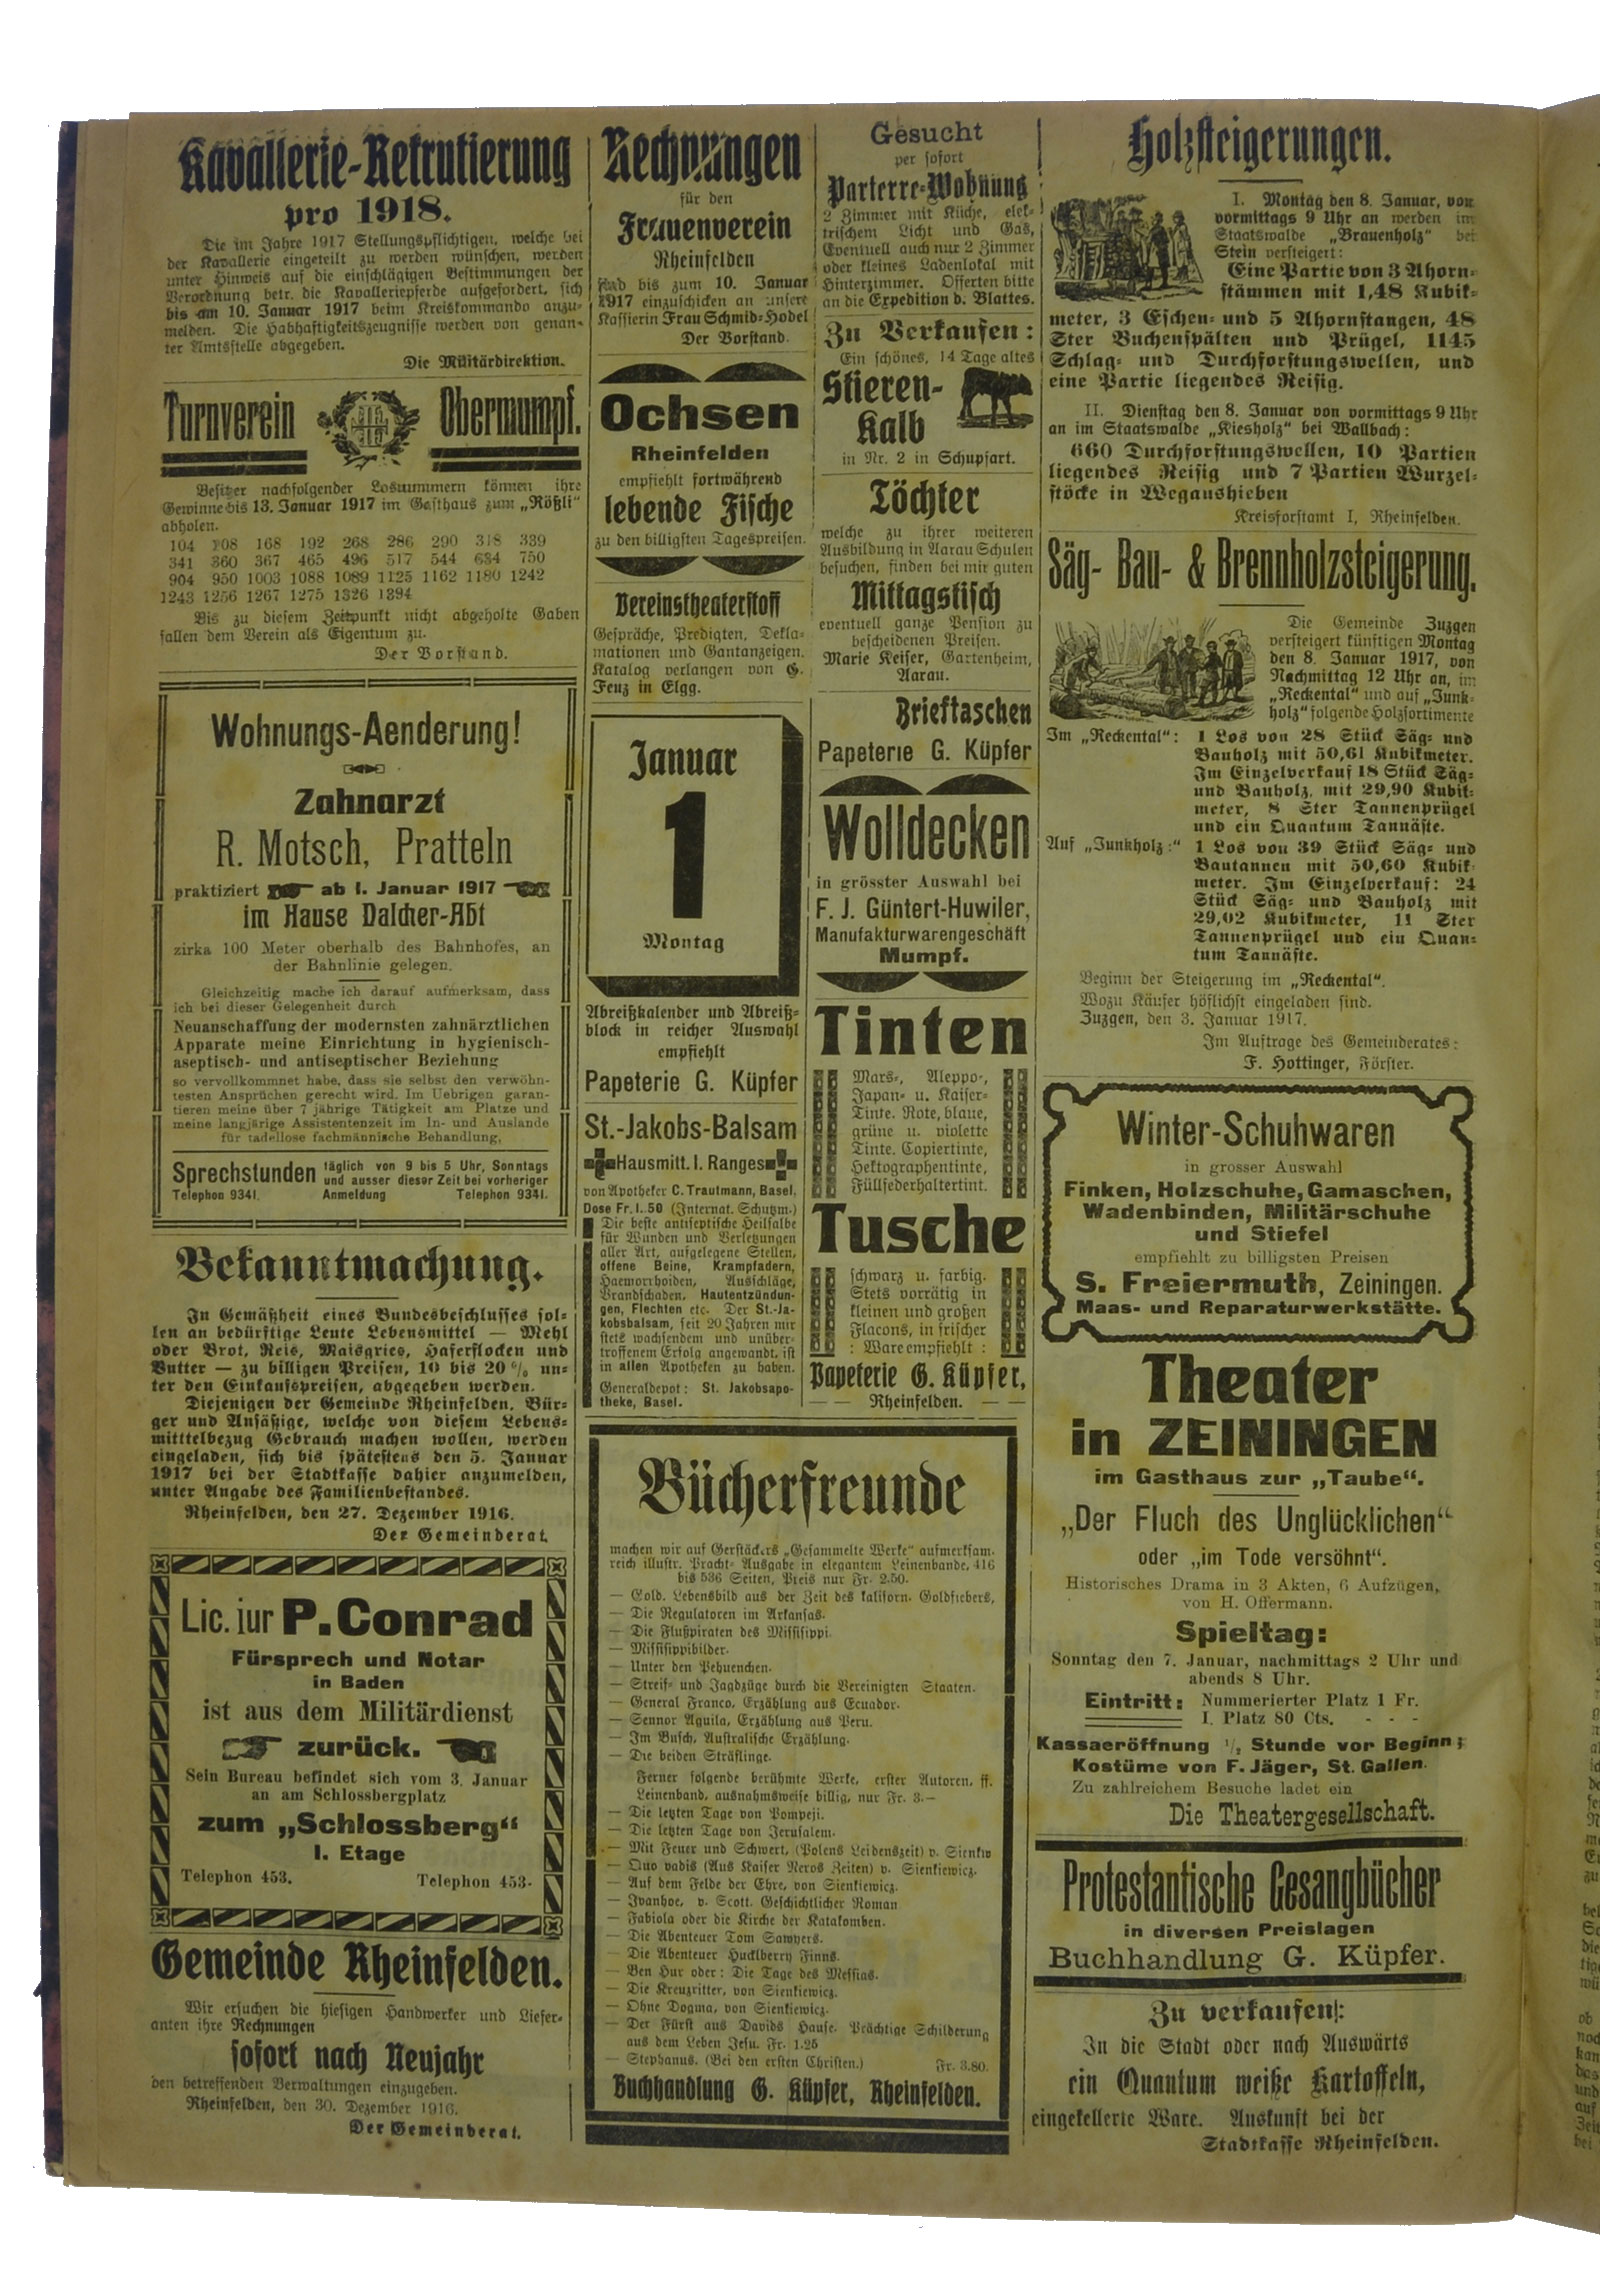 Kavallerie-Rekrutierung
pro 1918.
Die im Jahre 1917 Stellungspflichtigen, welche bei
der Kavallerie eingeteilt zu werden wünschen, werden
unter Hinweis auf die einschlägigen Bestimmungen der
Verordnung betr. die Kavalleriepferde aufgefordert, sich
bis am 10. Januar 1917 beim Kreiskommando anzu-
melden. Die Habhaftigkeitszeugnisse werden von genan-
ter Amtsstelle abgegeben.
Die Militärdirektion.
Turnverein Obermumpf.
Besitzer nachfolgender Losnummern können ihre
Gewinne bis 13. Januar 1917 im Gasthaus zum „Rößli"
abholen.
104 108 168 192 268 286 290 318 339
341 360 367 465 496 517 544 634 750
904 950 1003 1088 1089 1125 1162 1180 1242
1243 1256 1267 1275 1326 1394
Bis zu diesem Zeitpunkt nicht abgeholte Gaben
fallen dem Verein als Eigentum zu.
Der Vorstand.
Wohnungs-Aenderung!
Zahnarzt
R. Motsch, Pratteln
praktiziert ab 1. Januar 1917
im Hause Dalcher-Abt
zirka 100 Meter oberhalb des Bahnhofes, an
der Bahnlinie gelegen.
Gleichzeitig mache ich darauf aufmerksam, dass
ich bei dieser Gelegenheit durch
Neuanschaffung der modernsten zahnärztlichen
Apparate meine Einrichtung in hygienisch-
aseptisch- und antiseptischer Beziehung
so vervollkommnet habe, dass sie selbst den verwöhn-
testen Ansprüchen gerecht wird. Im Uebrigen garan-
tieren meine über 7 jährige Tätigkeit am Platze und
meine langjärige Assistentenzeit im In- und Auslande
für tadellose fachmännische Behandlung,
Sprechstunden täglich von 9 bis 5 Uhr, Sonntags
und ausser dieser Zeit bei vorheriger
Telephon 9341. Anmeldung Telephon 9341.
Bekanntmachung.
In Gemäßheit eines Bundesbeschlusses sol-
len an bedürftige Leute Lebensmittel — Mehl
oder Brot, Reis, Maisgries, Haferflocken und
Butter — zu billigen Preisen, 10 bis 20 % un-
ter den Einkaufspreisen, abgegeben werden.
Diejenigen der Gemeinde Rheinfelden, Bür-
ger und Ansäßige, welche von diesem Lebens-
mitttelbezug Gebrauch machen wollen, werden
eingeladen, sich bis spätestens den 5. Januar
1917 bei der Stadtkasse dahier anzumelden,
unter Angabe des Familienbestandes.
Rheinfelden, den 27. Dezember 1916.
Der Gemeinderat.
Lic. iur P. Conrad
Fürsprech und Notar
in Baden
ist aus dem Militärdienst
zurück.
Sein Bureau befindet sich vom 3. Januar
an am Schlossbergplatz
zum „Schlossberg"
I. Etage
Telephon 453. Telephon 453.
Gemeinde Rheinfelden.
Wir ersuchen die hiesigen Handwerker und Liefer-
anten ihre Rechnungen
sofort nach Neujahr
den betreffenden Verwaltungen einzugeben.
Rheinfelden, den 30. Dezember 1916.
Der Gemeinderat.
Rechnungen
für den
Frauenverein
Rheinfelden
sind bis zum 10. Januar
1917 einzuschicken an unsere
Kassierin Frau Schmid-Hodel
Der Vorstand.
Ochsen
Rheinfelden
empfiehlt fortwährend
lebende Fische
zu den billigsten Tagespreisen.
Vereinstheaterstoff
Gespräche, Predigten, Dekla-
mationen und Gantanzeigen.
Katalog verlangen von G.
Fenz in Elgg.
Januar
1
Montag
Abreißkalender und Abreiß-
block in reicher Auswahl
empfiehlt
Papeterie G. Küpfer
St.-Jakobs-Balsam
Hausmitt. I. Ranges
von Apotheker C. Trautmann, Basel.
Dose Fr. 1.50 (Internat. Schutzm.)
Die beste antiseptische Heilsalbe
für Wunden und Verletzungen
aller Art, aufgelegene Stellen,
offene Beine, Krampfadern,
Haemorrhoiden, Ausschläge,
Brandschaden, Hautentzündun-
gen, Flechten etc. Der St.-Ja-
kobsbalsam, seit 20 Jahren mit
stets wachsendem und unüber-
troffenem Erfolg angewandt, ist
in allen Apotheken zu haben.
Generaldepot: St. Jakobsapo-
theke, Basel.
Gesucht
per sofort
Parterre-Wohnung
2 Zimmer mit Küche, elek-
trischem Licht und Gas,
Eventuell auch nur 2 Zimmer
oder kleines Ladenlokal mit
Hinterzimmer. Offerten bitte
an die Expedition d. Blattes.
Zu Verkaufen:
Ein schönes, 14 Tage altes
Stieren-
Kalb
in Nr. 2 in Schupfart.
Töchter
welche zu ihrer weiteren
Ausbildung in Aarau Schulen
besuchen, finden bei mir guten
Mittagstisch
eventuell ganze Pension zu
bescheidenen Preisen.
Marie Keiser, Gartenheim,
Aarau.
Brieftaschen
Papeterie G. Küpfer
Wolldecken
in grösster Auswahl bei
F. J. Güntert-Huwiler,
Manufakturwarengeschäft
Mumpf.
Tinten
Mars-, Aleppo-,
Japan- u. Kaiser-
Tinte. Rote, blaue,
grüne u. violette
Tinte. Copiertinte,
Hektographentinte,
Füllfederhaltertint.
Tusche
schwarz u. farbig.
Stets vorrätig in
kleinen und großen
Flacons, in frischer
: Ware empfiehlt :
Papeterie G. Küpfer,
— — Rheinfelden. — —
Bücherfreunde
machen wir auf Gerstäckers „Gesammelte Werke" aufmerksam.
reich illustr. Pracht- Ausgabe in elegantem Leinenbande, 416
bis 536 Seiten, Preis nur Fr. 2.50.
— Gold. Lebensbild aus der Zeit des kaliforn. Goldfiebers,
— Die Regulatoren im Arkansas.
— Die Flußpiraten des Mississippi.
— Mississippibilder.
— Unter den Pehuenchen.
— Streif- und Jagdzüge durch die Vereinigten Staaten.
— General Franco, Erzählung aus Ecuador.
— Sennor Aguila, Erzählung aus Peru.
— Im Busch, Australische Erzählung.
— Die beiden Sträflinge.
Ferner folgende berühmte Werke, erster Autoren, ff.
Leinenband, ausnahmsweise billig, nur Fr. 3.—
— Die letzten Tage von Pompeji.
— Die letzten Tage von Jerusalem.
— Mit Feuer und Schwert, (Polens Leidenszeit) v. Sienkiw
— Quo vadis (Aus Kaiser Neros Zeiten) v. Sienkiewicz.
— Auf dem Felde der Ehre, von Sienkiewicz.
— Ivanhoe, v. Scott. Geschichtlicher Roman
— Fabiola oder die Kirche der Katakomben.
— Die Abenteuer Tom Sawyers.
— Die Abenteuer Hucklberry Finns.
— Ben Hur oder: Die Tage des Messias.
— Die Kreuzritter, von Sienkiewicz.
— Ohne Dogma, von Sienkiewicz.
— Der Fürst aus Davids Hause. Prächtige Schilderung
aus dem Leben Jesu. Fr. 1.25
— Stephanus. (Bei den ersten Christen.) Fr. 3.80.
Buchhandlung G. Küpfer, Rheinfelden.
Holzsteigerungen.
I. Montag den 8. Januar, von
vormittags 9 Uhr an werden im
Staatswalde „Brauenholz" bei
Stein versteigert:
Eine Partie von 3 Ahorn-
stämmen mit 1,48 Kubik-
meter, 3 Eschen- und 5 Ahornstangen, 48
Ster Buchenspälten und Prügel, 1145
Schlag- und Durchforstungswellen, und
eine Partie liegendes Reisig.
II. Dienstag den 8. Januar von vormittags 9 Uhr
an im Staatswalde „Kiesholz" bei Wallbach:
660 Durchforstungswellen, 10 Partien
liegendes Reisig und 7 Partien Wurzel-
stöcke in Wegaushieben
Kreisforstamt I, Rheinfelden.
Säg- Bau- & Brennholzsteigerung.
Die Gemeinde Zuzgen
versteigert künftigen Montag
den 8. Januar 1917, von
Nachmittag 12 Uhr an, im
„Reckental" und auf „Junk-
holz" folgende Holzsortimente
Im „Reckental": 1 Los von 28 Stück Säg- und
Bauholz mit 50,61 Kubikmeter.
Im Einzelverkauf 18 Stück Säg-
und Bauholz, mit 29,90 Kubik-
meter, 8 Ster Tannenprügel
und ein Quantum Tannäste.
Auf „Junkholz:" 1 Los von 39 Stück Säg- und
Bautannen mit 50,60 Kubik-
meter. Im Einzelverkauf: 24
Stück Säg- und Bauholz mit
29,02 Kubikmeter, 11 Ster
Tannenprügel und ein Quan-
tum Tannäste.
Beginn der Steigerung im „Reckental".
Wozu Käufer höflichst eingeladen sind.
Zuzgen, den 3. Januar 1917.
Im Auftrage des Gemeinderates:
F. Hottinger, Förster.
Winter-Schuhwaren
in grosser Auswahl
Finken, Holzschuhe, Gamaschen,
Wadenbinden, Militärschuhe
und Stiefel
empfiehlt zu billigsten Preisen
S. Freiermuth, Zeiningen.
Maas- und Reparaturwerkstätte.
Theater
in ZEININGEN
im Gasthaus zur „Taube".
„Der Fluch des Unglücklichen"
oder „im Tode versöhnt".
Historisches Drama in 3 Akten, 6 Aufzügen,
von H. Offermann.
Spieltag:
Sonntag den 7. Januar, nachmittags 2 Uhr und
abends 8 Uhr.
Eintritt: Nummerierter Platz 1 Fr.
I. Platz 80 Cts. - - -
Kassaeröffnung ½ Stunde vor Beginn;
Kostüme von F. Jäger, St. Gallen.
Zu zahlreichem Besuche ladet ein
Die Theatergesellschaft.
Protestantische Gesangbücher
in diversen Preislagen
Buchhandlung G. Küpfer.
Zu verkaufen:
In die Stadt oder nach Auswärts
ein Quantum weiße Kartoffeln,
eingekellerte Ware. Auskunft bei der
Stadtkasse Rheinfelden.